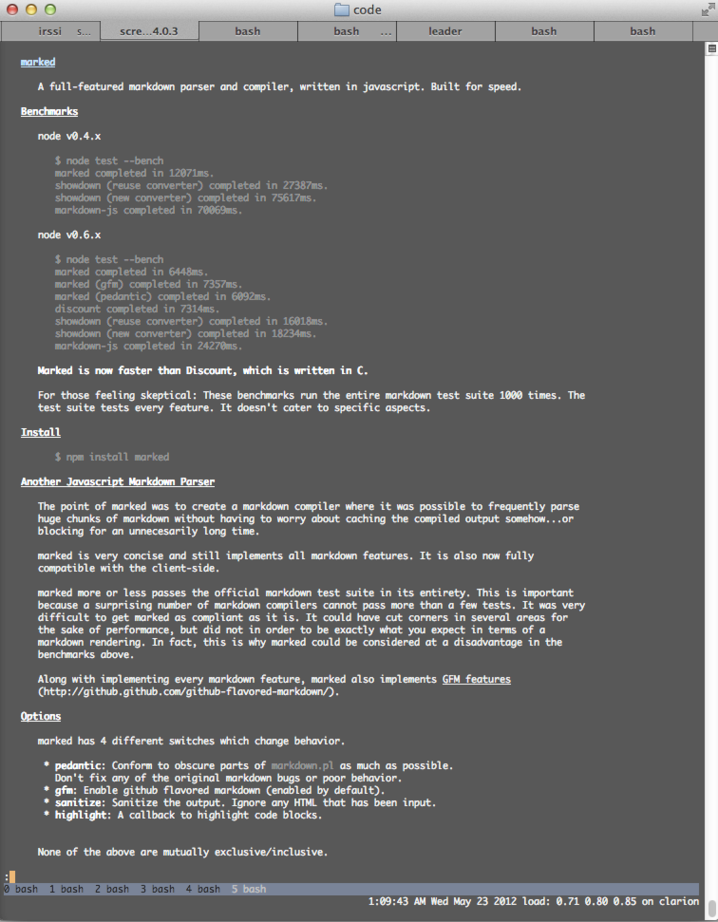 code
irssi s... scre...4.0.3 bash bash ... leader bash bash
marked
A full-featured markdown parser and compiler, written in javascript. Built for speed.
Benchmarks
node v0.4.x
$ node test --bench
marked completed in 12071ms.
showdown (reuse converter) completed in 27387ms.
showdown (new converter) completed in 75617ms.
markdown-js completed in 70069ms.
node v0.6.x
$ node test --bench
marked completed in 6448ms.
marked (gfm) completed in 7357ms.
marked (pedantic) completed in 6092ms.
discount completed in 7314ms.
showdown (reuse converter) completed in 16018ms.
showdown (new converter) completed in 18234ms.
markdown-js completed in 24270ms.
Marked is now faster than Discount, which is written in C.
For those feeling skeptical: These benchmarks run the entire markdown test suite 1000 times. The
test suite tests every feature. It doesn't cater to specific aspects.
Install
$ npm install marked
Another Javascript Markdown Parser
The point of marked was to create a markdown compiler where it was possible to frequently parse
huge chunks of markdown without having to worry about caching the compiled output somehow...or
blocking for an unnecesarily long time.
marked is very concise and still implements all markdown features. It is also now fully
compatible with the client-side.
marked more or less passes the official markdown test suite in its entirety. This is important
because a surprising number of markdown compilers cannot pass more than a few tests. It was very
difficult to get marked as compliant as it is. It could have cut corners in several areas for
the sake of performance, but did not in order to be exactly what you expect in terms of a
markdown rendering. In fact, this is why marked could be considered at a disadvantage in the
benchmarks above.
Along with implementing every markdown feature, marked also implements GFM features
(http://github.github.com/github-flavored-markdown/).
Options
marked has 4 different switches which change behavior.
* pedantic: Conform to obscure parts of markdown.pl as much as possible.
Don't fix any of the original markdown bugs or poor behavior.
* gfm: Enable github flavored markdown (enabled by default).
* sanitize: Sanitize the output. Ignore any HTML that has been input.
* highlight: A callback to highlight code blocks.
None of the above are mutually exclusive/inclusive.
:
0 bash 1 bash 2 bash 3 bash 4 bash 5 bash
1:09:43 AM Wed May 23 2012 load: 0.71 0.80 0.85 on clarion